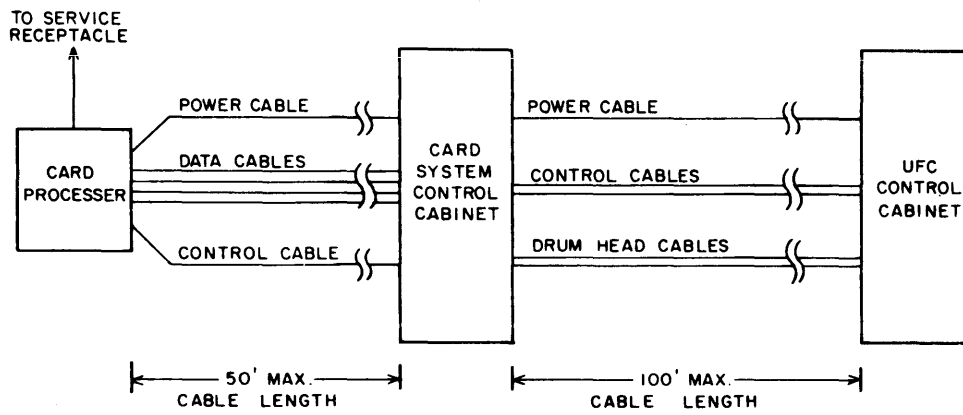 TO SERVICE
RECEPTACLE
POWER CABLE
DATA CABLES
CONTROL CABLE
CARD
PROCESSER
CARD
SYSTEM
CONTROL
CABINET
POWER CABLE
CONTROL CABLES
DRUM HEAD CABLES
UFC
CONTROL
CABINET
50' MAX.
CABLE LENGTH
100' MAX.
CABLE LENGTH